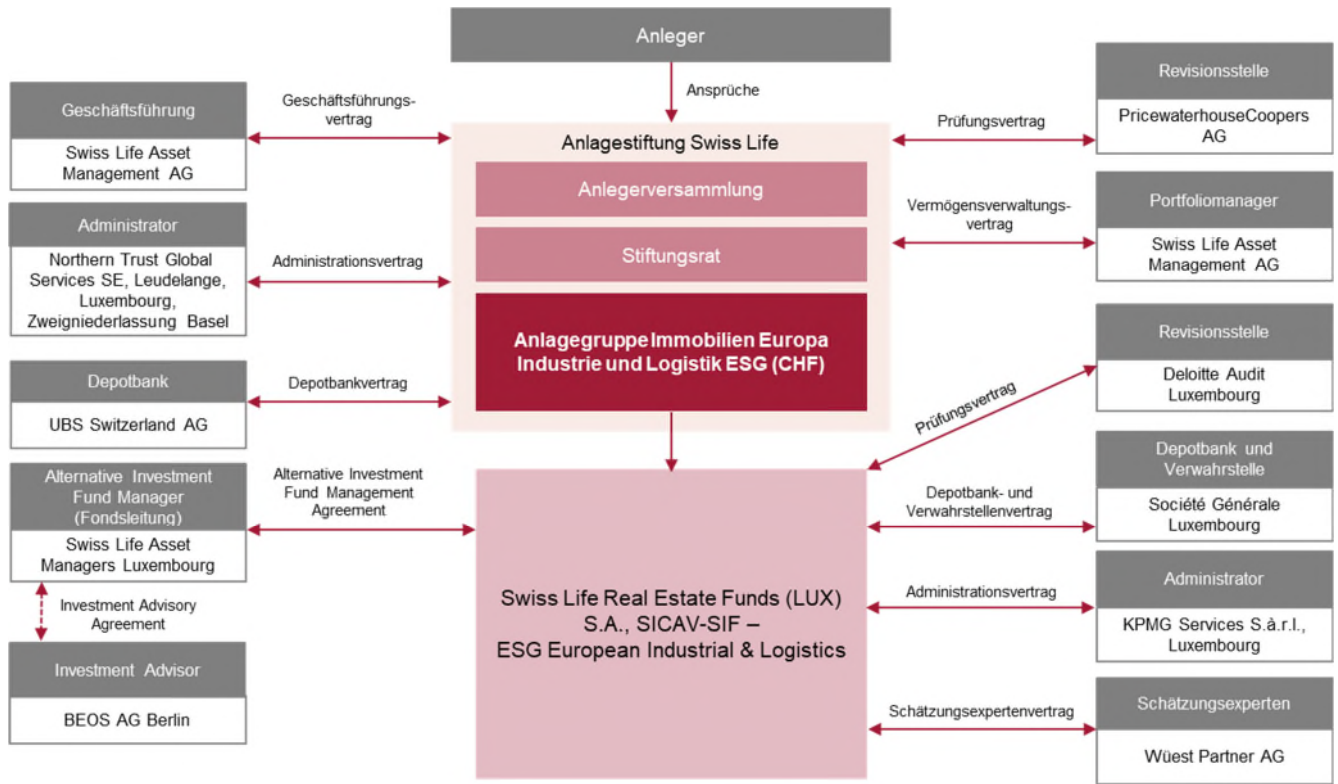 Anleger
Ansprüche
Geschäftsführung
Swiss Life Asset
Management AG
Geschäftsführungs-
vertrag
Administrator
Northern Trust Global
Services SE, Leudelange,
Luxembourg,
Zweigniederlassung Basel
Administrationsvertrag
Depotbank
UBS Switzerland AG
Depotbankvertrag
Alternative Investment
Fund Manager
(Fondsleitung)
Swiss Life Asset
Managers Luxembourg
Alternative Investment
Fund Management
Agreement
Investment Advisory
Agreement
Investment Advisor
BEOS AG Berlin
Anlagestiftung Swiss Life
Anlegerversammlung
Stiftungsrat
Anlagegruppe Immobilien Europa
Industrie und Logistik ESG (CHF)
Swiss Life Real Estate Funds (LUX)
S.A., SICAV-SIF –
ESG European Industrial & Logistics
Prüfungsvertrag
Revisionsstelle
PricewaterhouseCoopers
AG
Vermögensverwaltungs-
vertrag
Portfoliomanager
Swiss Life Asset
Management AG
Prüfungsvertrag
Revisionsstelle
Deloitte Audit
Luxembourg
Depotbank- und
Verwahrstellenvertrag
Depotbank und
Verwahrstelle
Société Générale
Luxembourg
Administrationsvertrag
Administrator
KPMG Services S.à.r.l.,
Luxembourg
Schätzungsexpertenvertrag
Schätzungsexperten
Wüest Partner AG